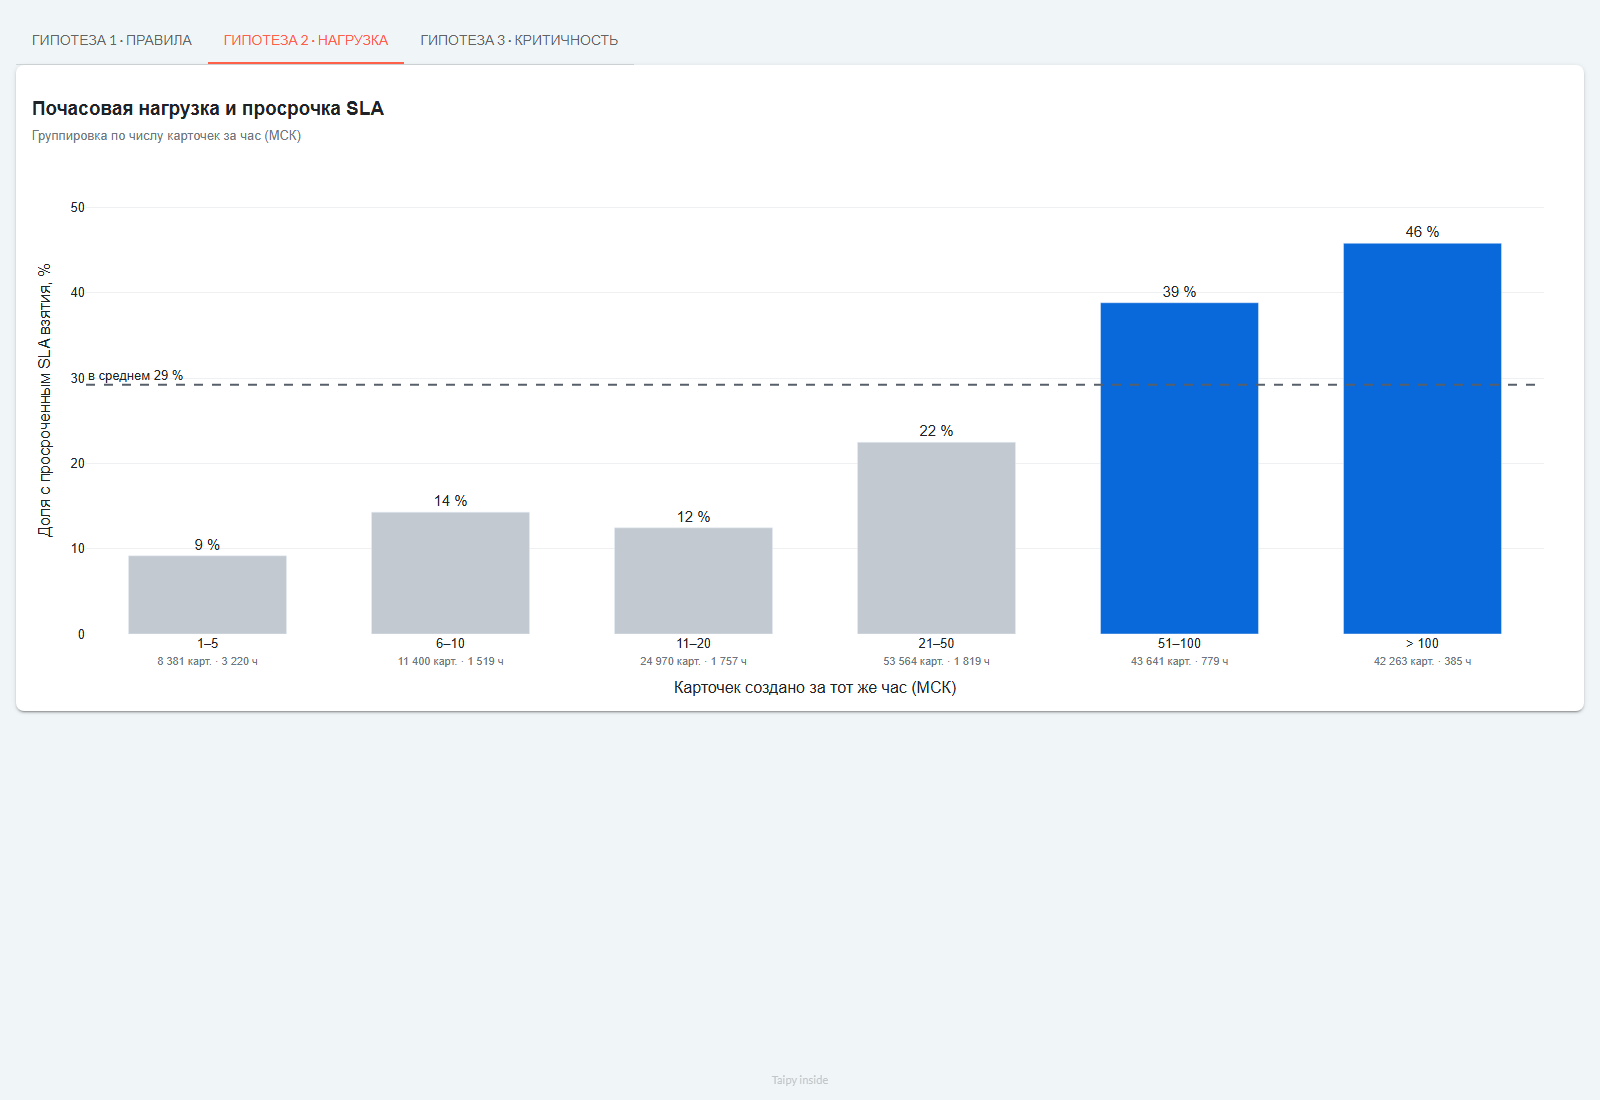 ГИПОТЕЗА 1 · ПРАВИЛА
ГИПОТЕЗА 2 · НАГРУЗКА
ГИПОТЕЗА 3 · КРИТИЧНОСТЬ
Почасовая нагрузка и просрочка SLA
Группировка по числу карточек за час (МСК)
Доля с просроченным SLA взятия, %
50
40
30
20
10
0
в среднем 29 %
9 %
14 %
12 %
22 %
39 %
46 %
1–5
8 381 карт. · 3 220 ч
6–10
11 400 карт. · 1 519 ч
11–20
24 970 карт. · 1 757 ч
21–50
53 564 карт. · 1 819 ч
51–100
43 641 карт. · 779 ч
> 100
42 263 карт. · 385 ч
Карточек создано за тот же час (МСК)
Taipy inside